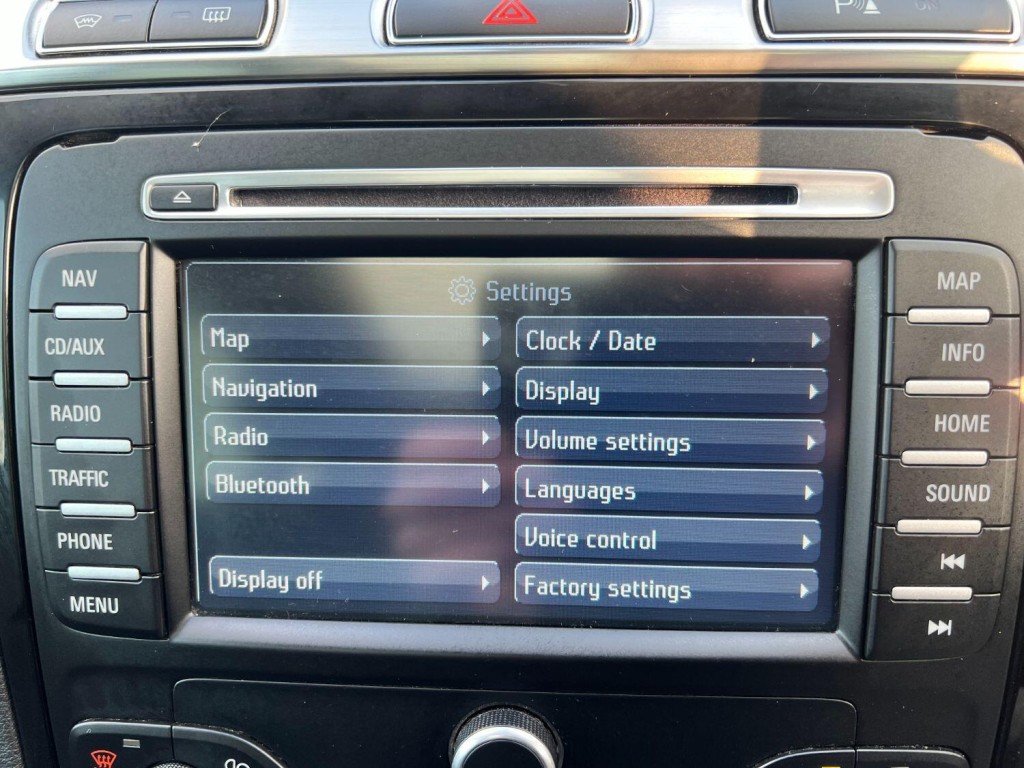 P ON
NAV
CD/AUX
RADIO
TRAFFIC
PHONE
MENU
Settings
Map
Navigation
Radio
Bluetooth
Display off
Clock / Date
Display
Volume settings
Languages
Voice control
Factory settings
MAP
INFO
HOME
SOUND